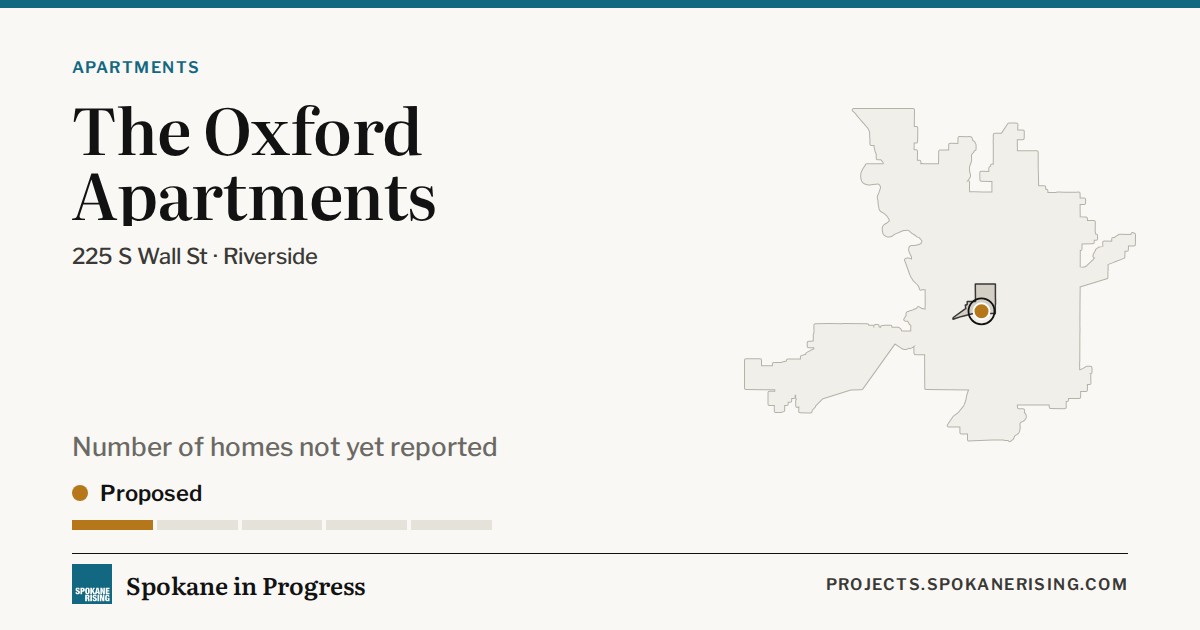 APARTMENTS
The Oxford
Apartments
225 S Wall St · Riverside
Number of homes not yet reported
Proposed
SPOKANE
RISING
Spokane in Progress
PROJECTS.SPOKANERISING.COM